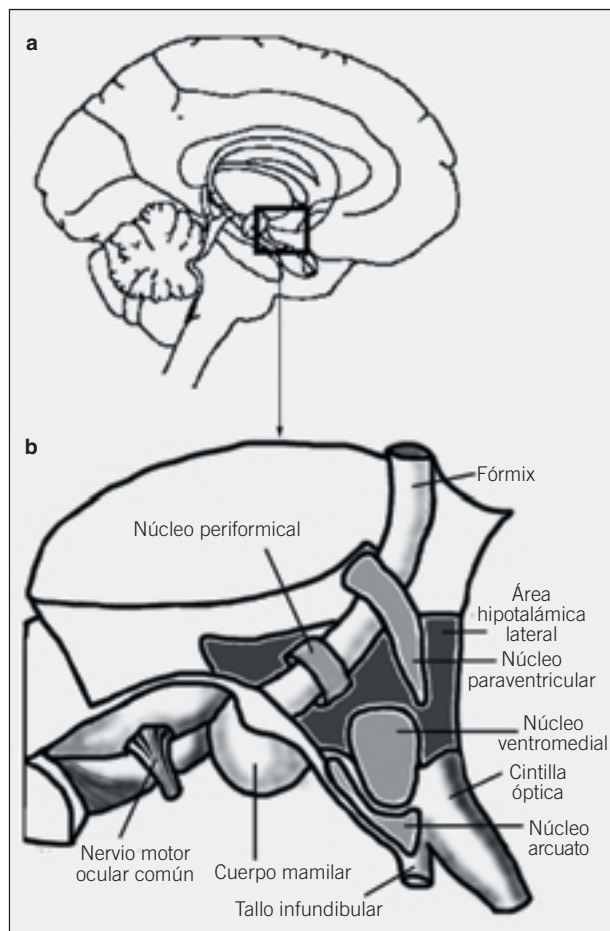 a
b
Fórmix
Núcleo periformical
Área
hipotalámica
lateral
Núcleo
paraventricular
Núcleo
ventromedial
Cintilla
óptica
Núcleo
arcuato
Nervio motor
ocular común
Cuerpo mamilar
Tallo infundibular